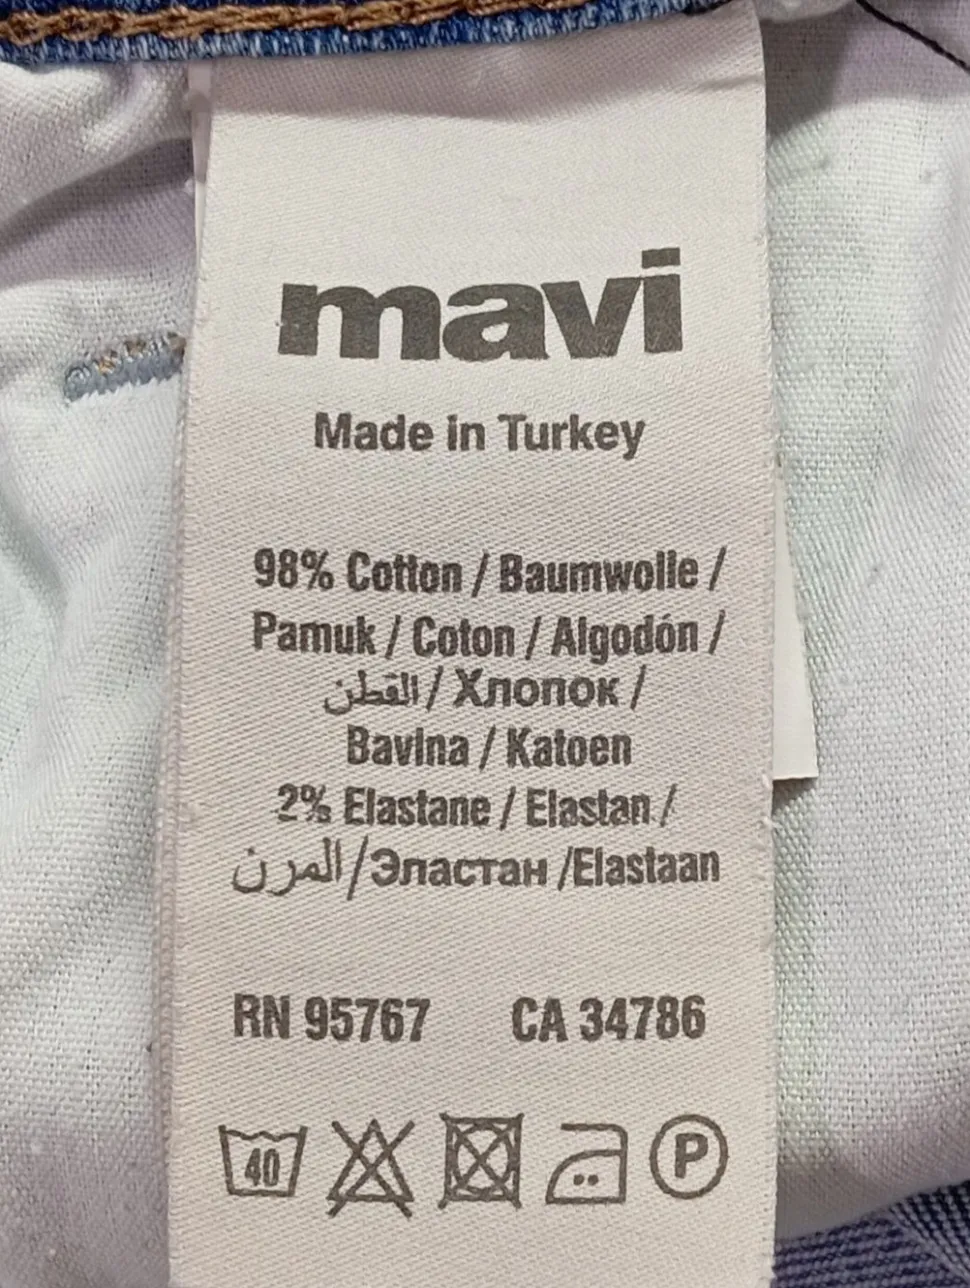 mavi
Made in Turkey
98% Cotton / Baumwolle /
Pamuk / Coton / Algodón /
القطن / Хлопок /
Bavlna / Katoen
2% Elastane / Elastan /
المرن / Эластан /Elastaan
RN 95767 CA 34786
40 P